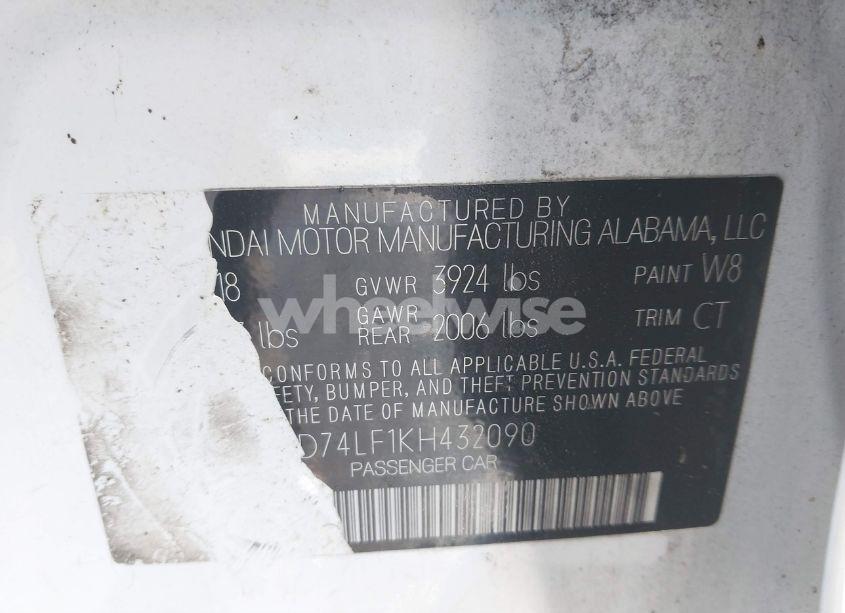 MANUFACTURED BY
NDAI MOTOR MANUFACTURING ALABAMA, LLC
18 GVWR 3924 lbs PAINT W8
lbs GAWR REAR 2006 lbs TRIM CT
wheelwise
CONFORMS TO ALL APPLICABLE U.S.A. FEDERAL
FETY, BUMPER, AND THEFT PREVENTION STANDARDS
THE DATE OF MANUFACTURE SHOWN ABOVE
D74LF1KH432090
PASSENGER CAR